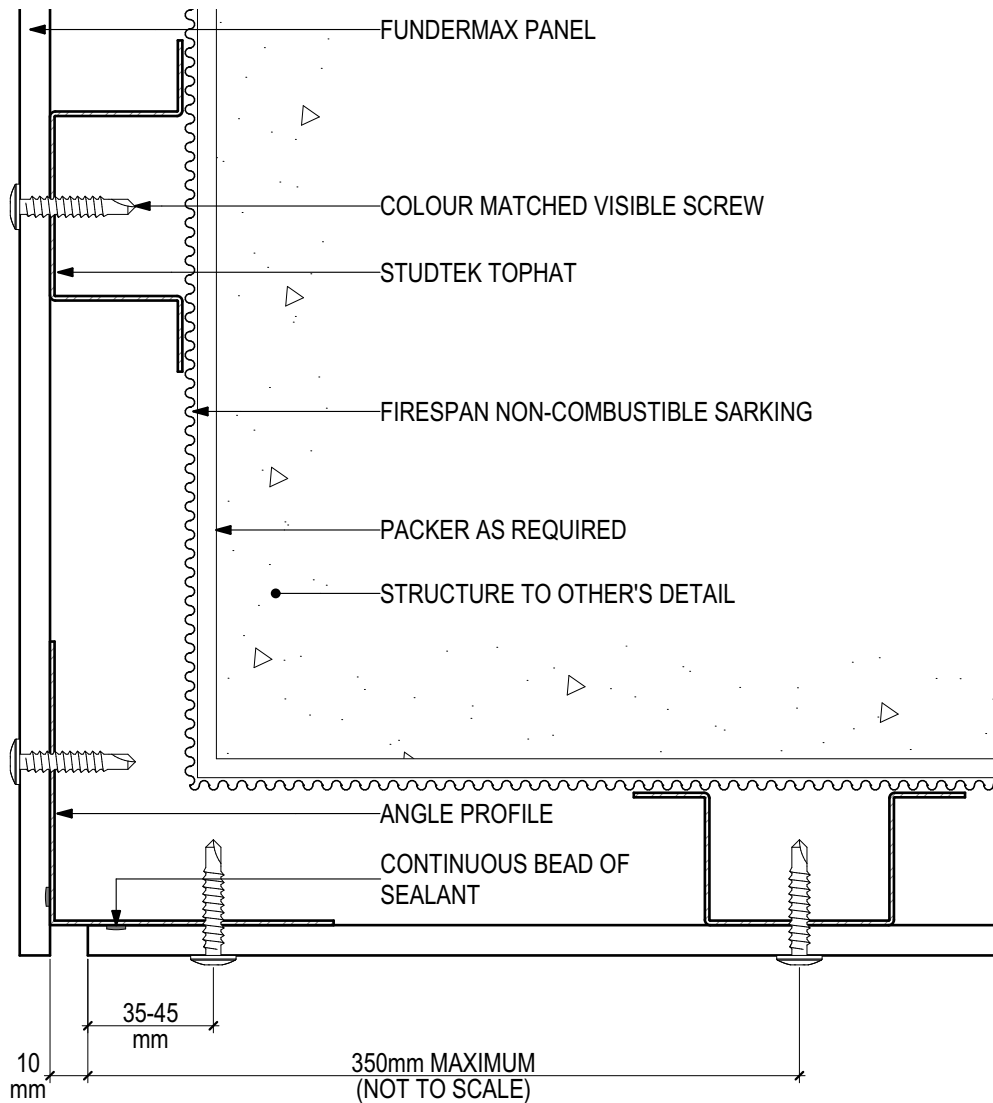 FUNDERMAX PANEL
COLOUR MATCHED VISIBLE SCREW
STUDTEK TOPHAT
FIRESPAN NON-COMBUSTIBLE SARKING
PACKER AS REQUIRED
STRUCTURE TO OTHER'S DETAIL
ANGLE PROFILE
CONTINUOUS BEAD OF
SEALANT
35-45
mm
10
mm
350mm MAXIMUM
(NOT TO SCALE)